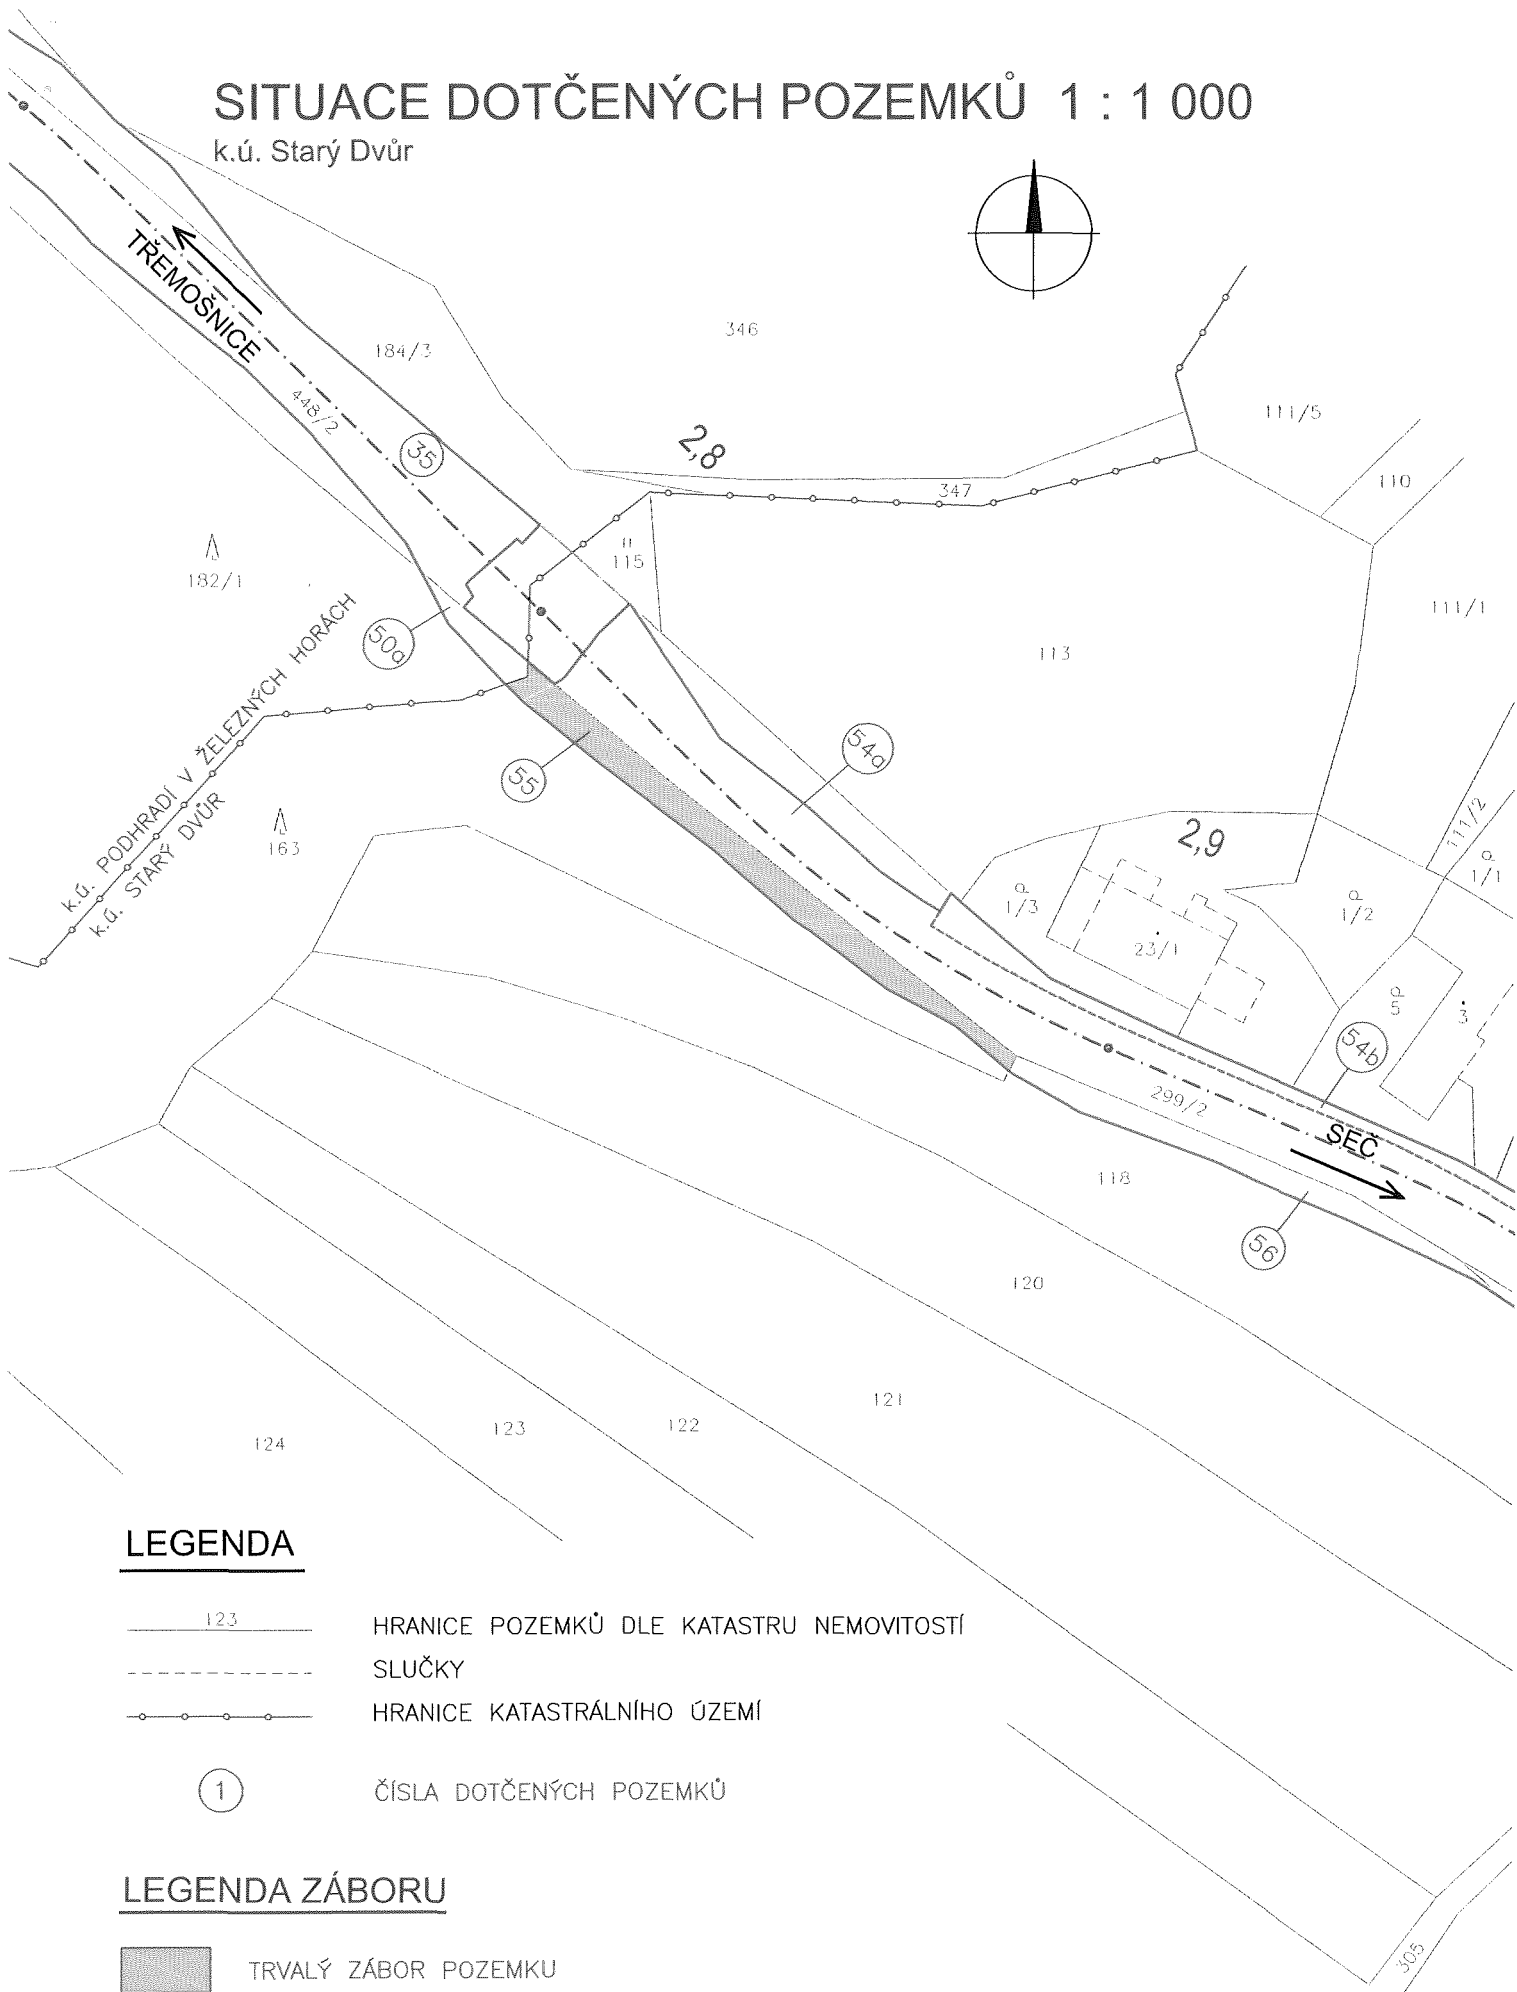 SITUACE DOTČENÝCH POZEMKŮ 1 : 1 000
k.ú. Starý Dvůr
TŘEMOŠNICE
346
184/3
448/2
35
2,8
111/5
347
110
II
115
182/1
111/1
50a
113
k.ú. PODHRADÍ V ŽELEZNÝCH HORÁCH
k.ú. STARÝ DVŮR
54a
55
163
2,9
111/2
1/1
1/3
1/2
23/1
5
3
54b
299/2
SEČ
118
56
120
121
122
123
124
LEGENDA
123
HRANICE POZEMKŮ DLE KATASTRU NEMOVITOSTÍ
SLUČKY
HRANICE KATASTRÁLNÍHO ÚZEMÍ
1
ČÍSLA DOTČENÝCH POZEMKŮ
LEGENDA ZÁBORU
TRVALÝ ZÁBOR POZEMKU
305